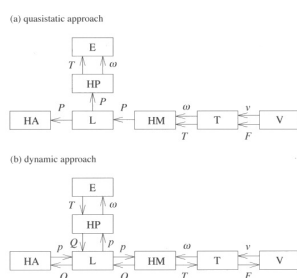 (a) quasistatic approach
E
T ω
HP
P
P P ω v
HA L HM T V
T F
(b) dynamic approach
E
T ω
Q HP p
p p ω v
HA L HM T V
Q Q T F